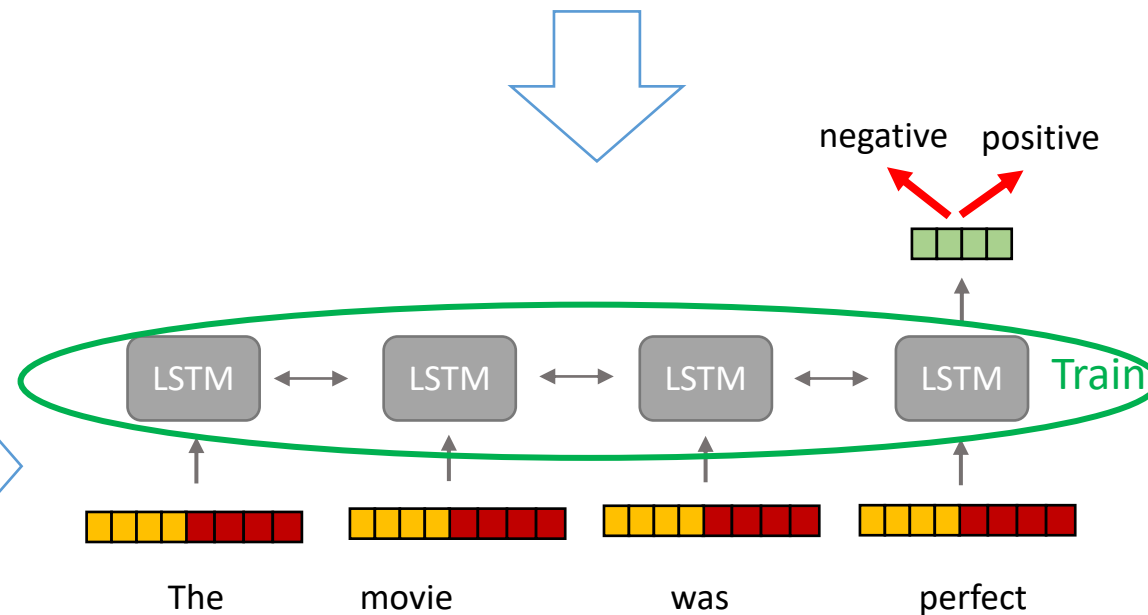 negative positive
LSTM LSTM LSTM LSTM Train
The movie was perfect